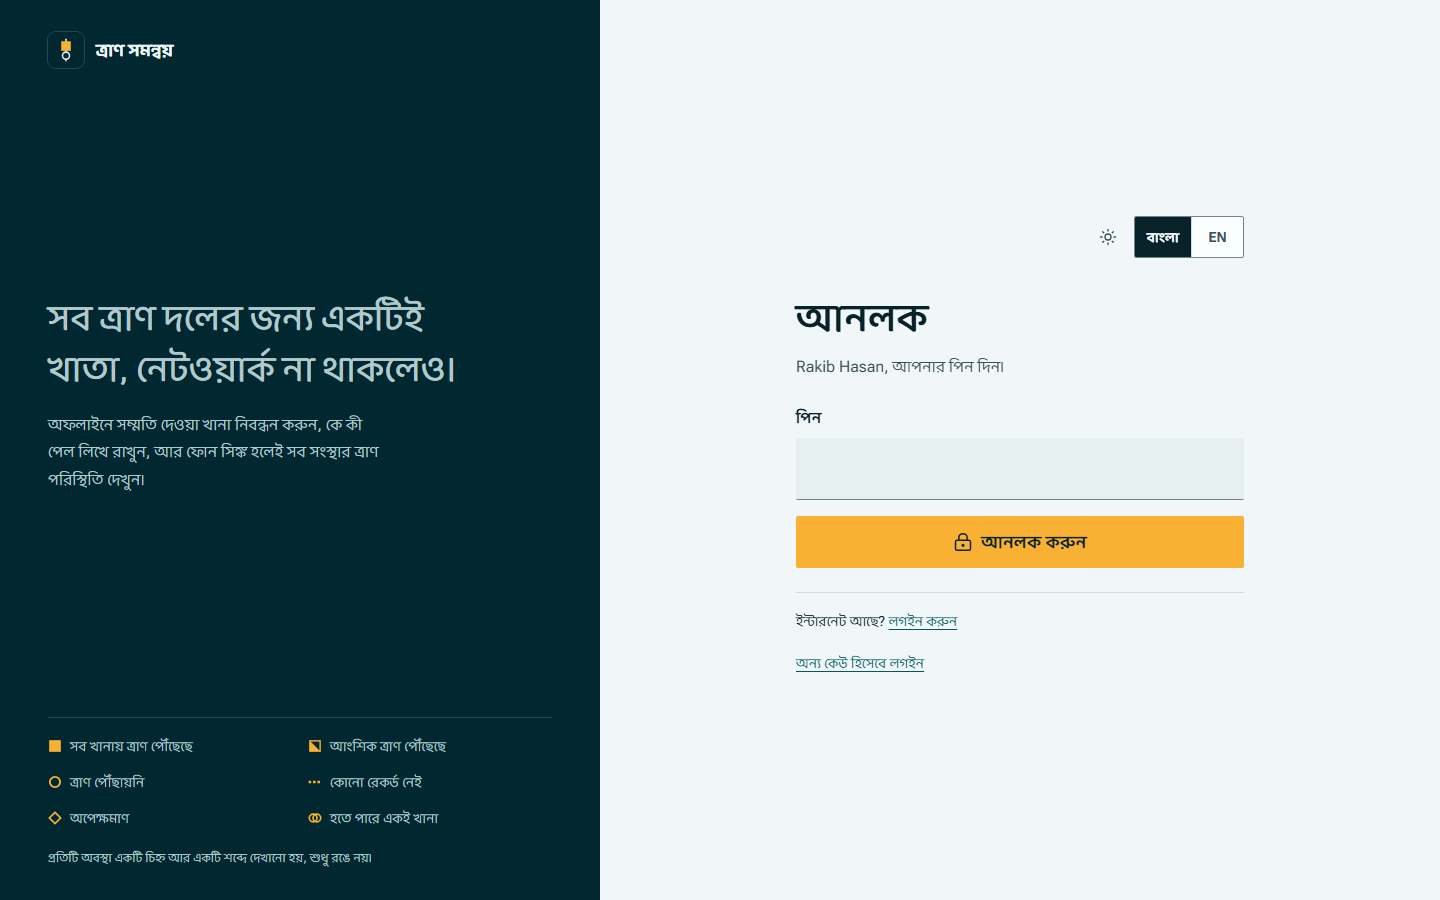 ত্রাণ সমন্বয়
সব ত্রাণ দলের জন্য একটিই
খাতা, নেটওয়ার্ক না থাকলেও।
অফলাইনে সম্মতি দেওয়া খানা নিবন্ধন করুন, কে কী
পেল লিখে রাখুন, আর ফোন সিঙ্ক হলেই সব সংস্থার ত্রাণ
পরিস্থিতি দেখুন।
সব খানায় ত্রাণ পৌঁছেছে
আংশিক ত্রাণ পৌঁছেছে
ত্রাণ পৌঁছায়নি
কোনো রেকর্ড নেই
অপেক্ষমাণ
হতে পারে একই খানা
প্রতিটি অবস্থা একটি চিহ্ন আর একটি শব্দে দেখানো হয়, শুধু রঙে নয়।
বাংলা
EN
আনলক
Rakib Hasan, আপনার পিন দিন।
পিন
আনলক করুন
ইন্টারনেট আছে? লগইন করুন
অন্য কেউ হিসেবে লগইন